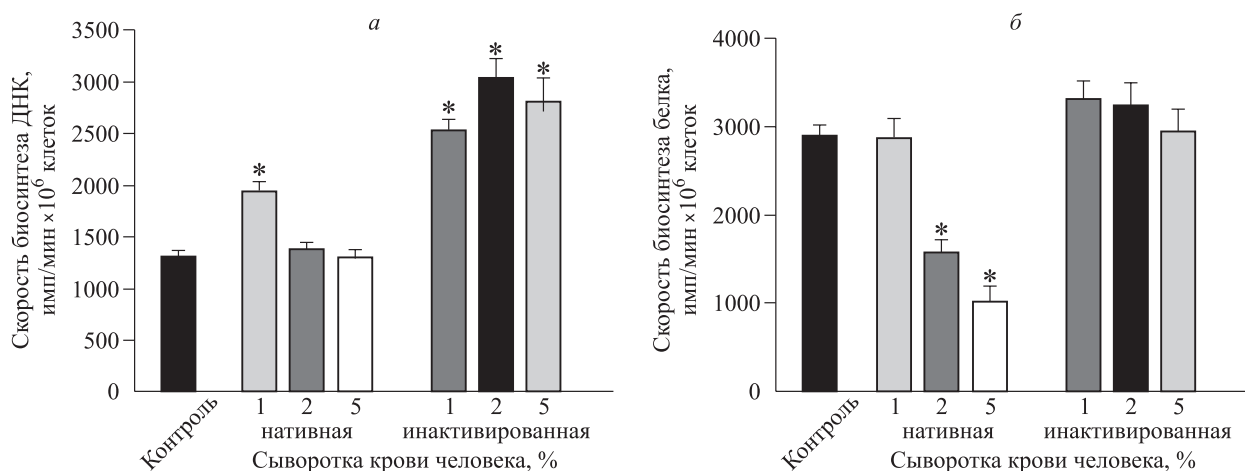 а
Скорость биосинтеза ДНК,
имп/мин ×10⁶ клеток
3500
3000
2500
2000
1500
1000
500
0
*
*
*
*
Контроль
1 2 5
нативная
1 2 5
инактивированная
Сыворотка крови человека, %
б
Скорость биосинтеза белка,
имп/мин ×10⁶ клеток
4000
3000
2000
1000
0
*
*
Контроль
1 2 5
нативная
1 2 5
инактивированная
Сыворотка крови человека, %